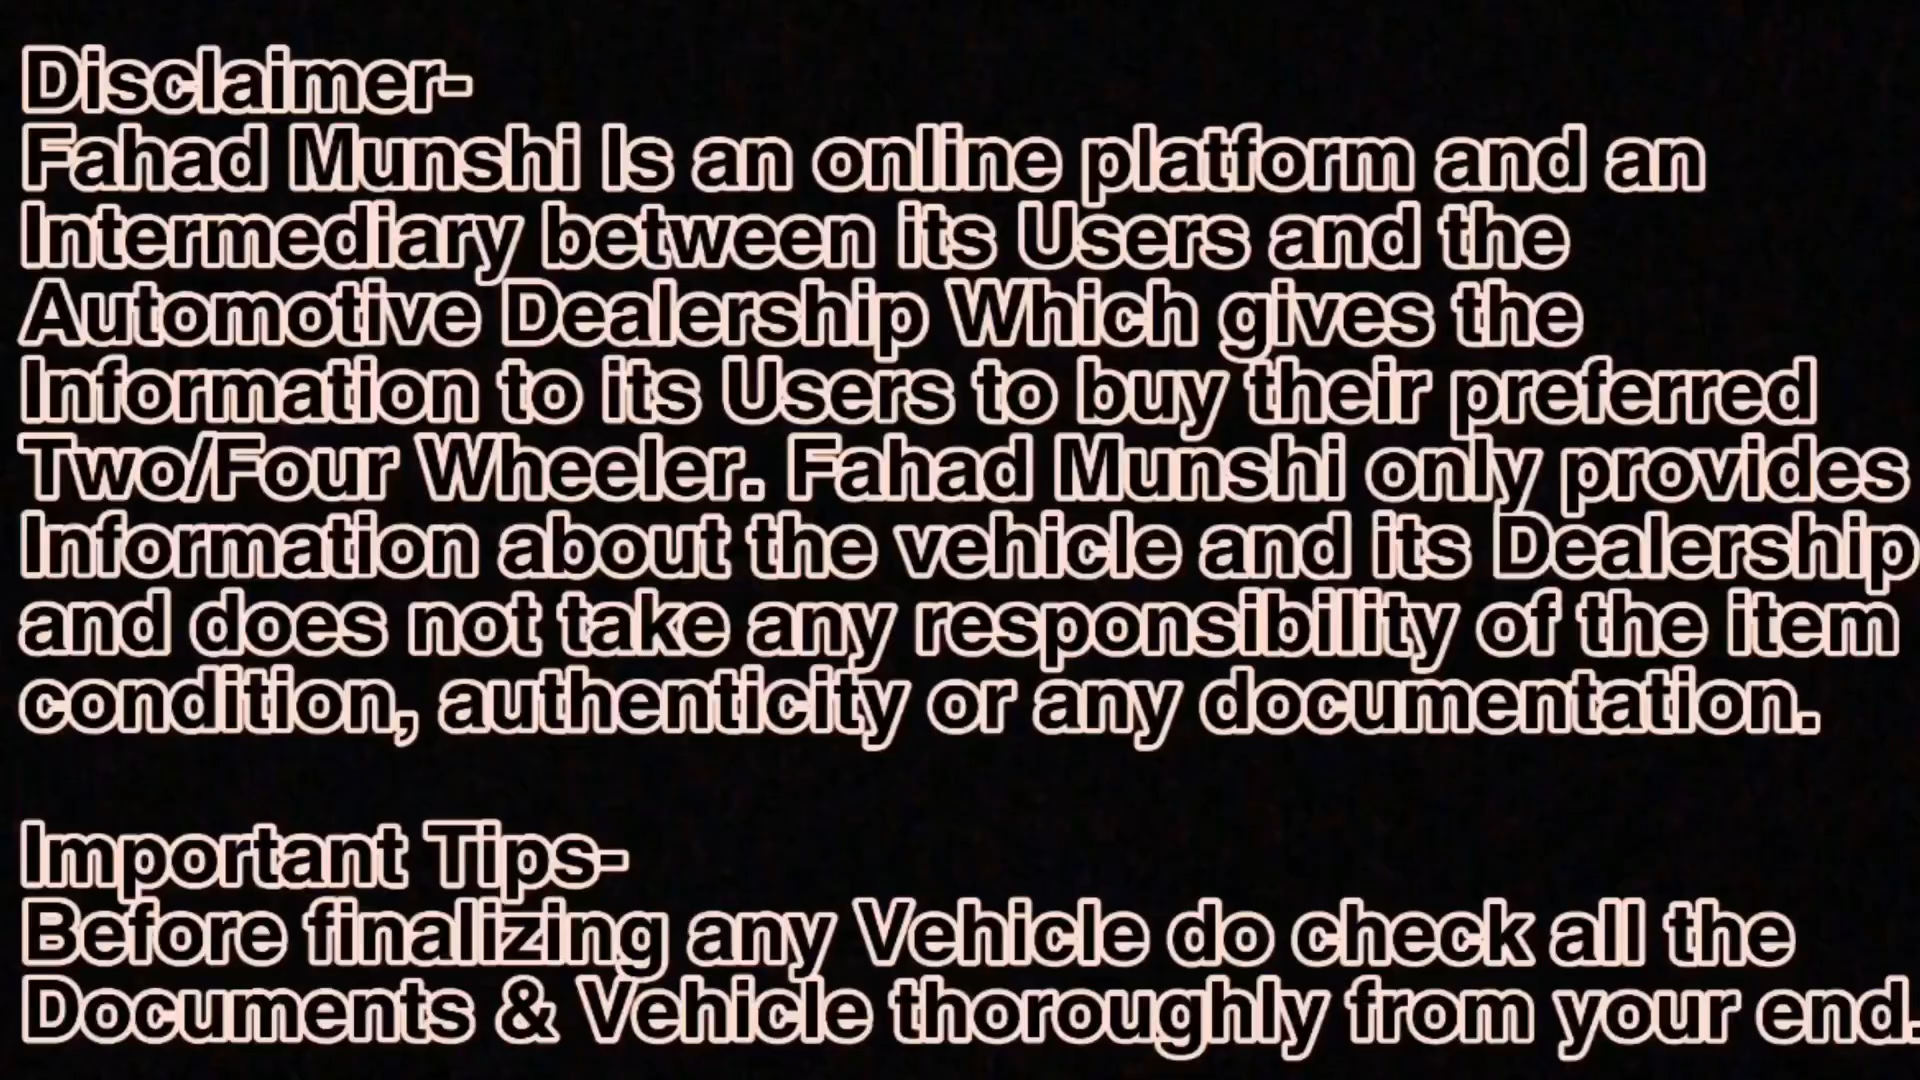 Disclaimer-
Fahad Munshi Is an online platform and an
Intermediary between its Users and the
Automotive Dealership Which gives the
Information to its Users to buy their preferred
Two/Four Wheeler. Fahad Munshi only provides
Information about the vehicle and its Dealership
and does not take any responsibility of the item
condition, authenticity or any documentation.
Important Tips-
Before finalizing any Vehicle do check all the
Documents & Vehicle thoroughly from your end.